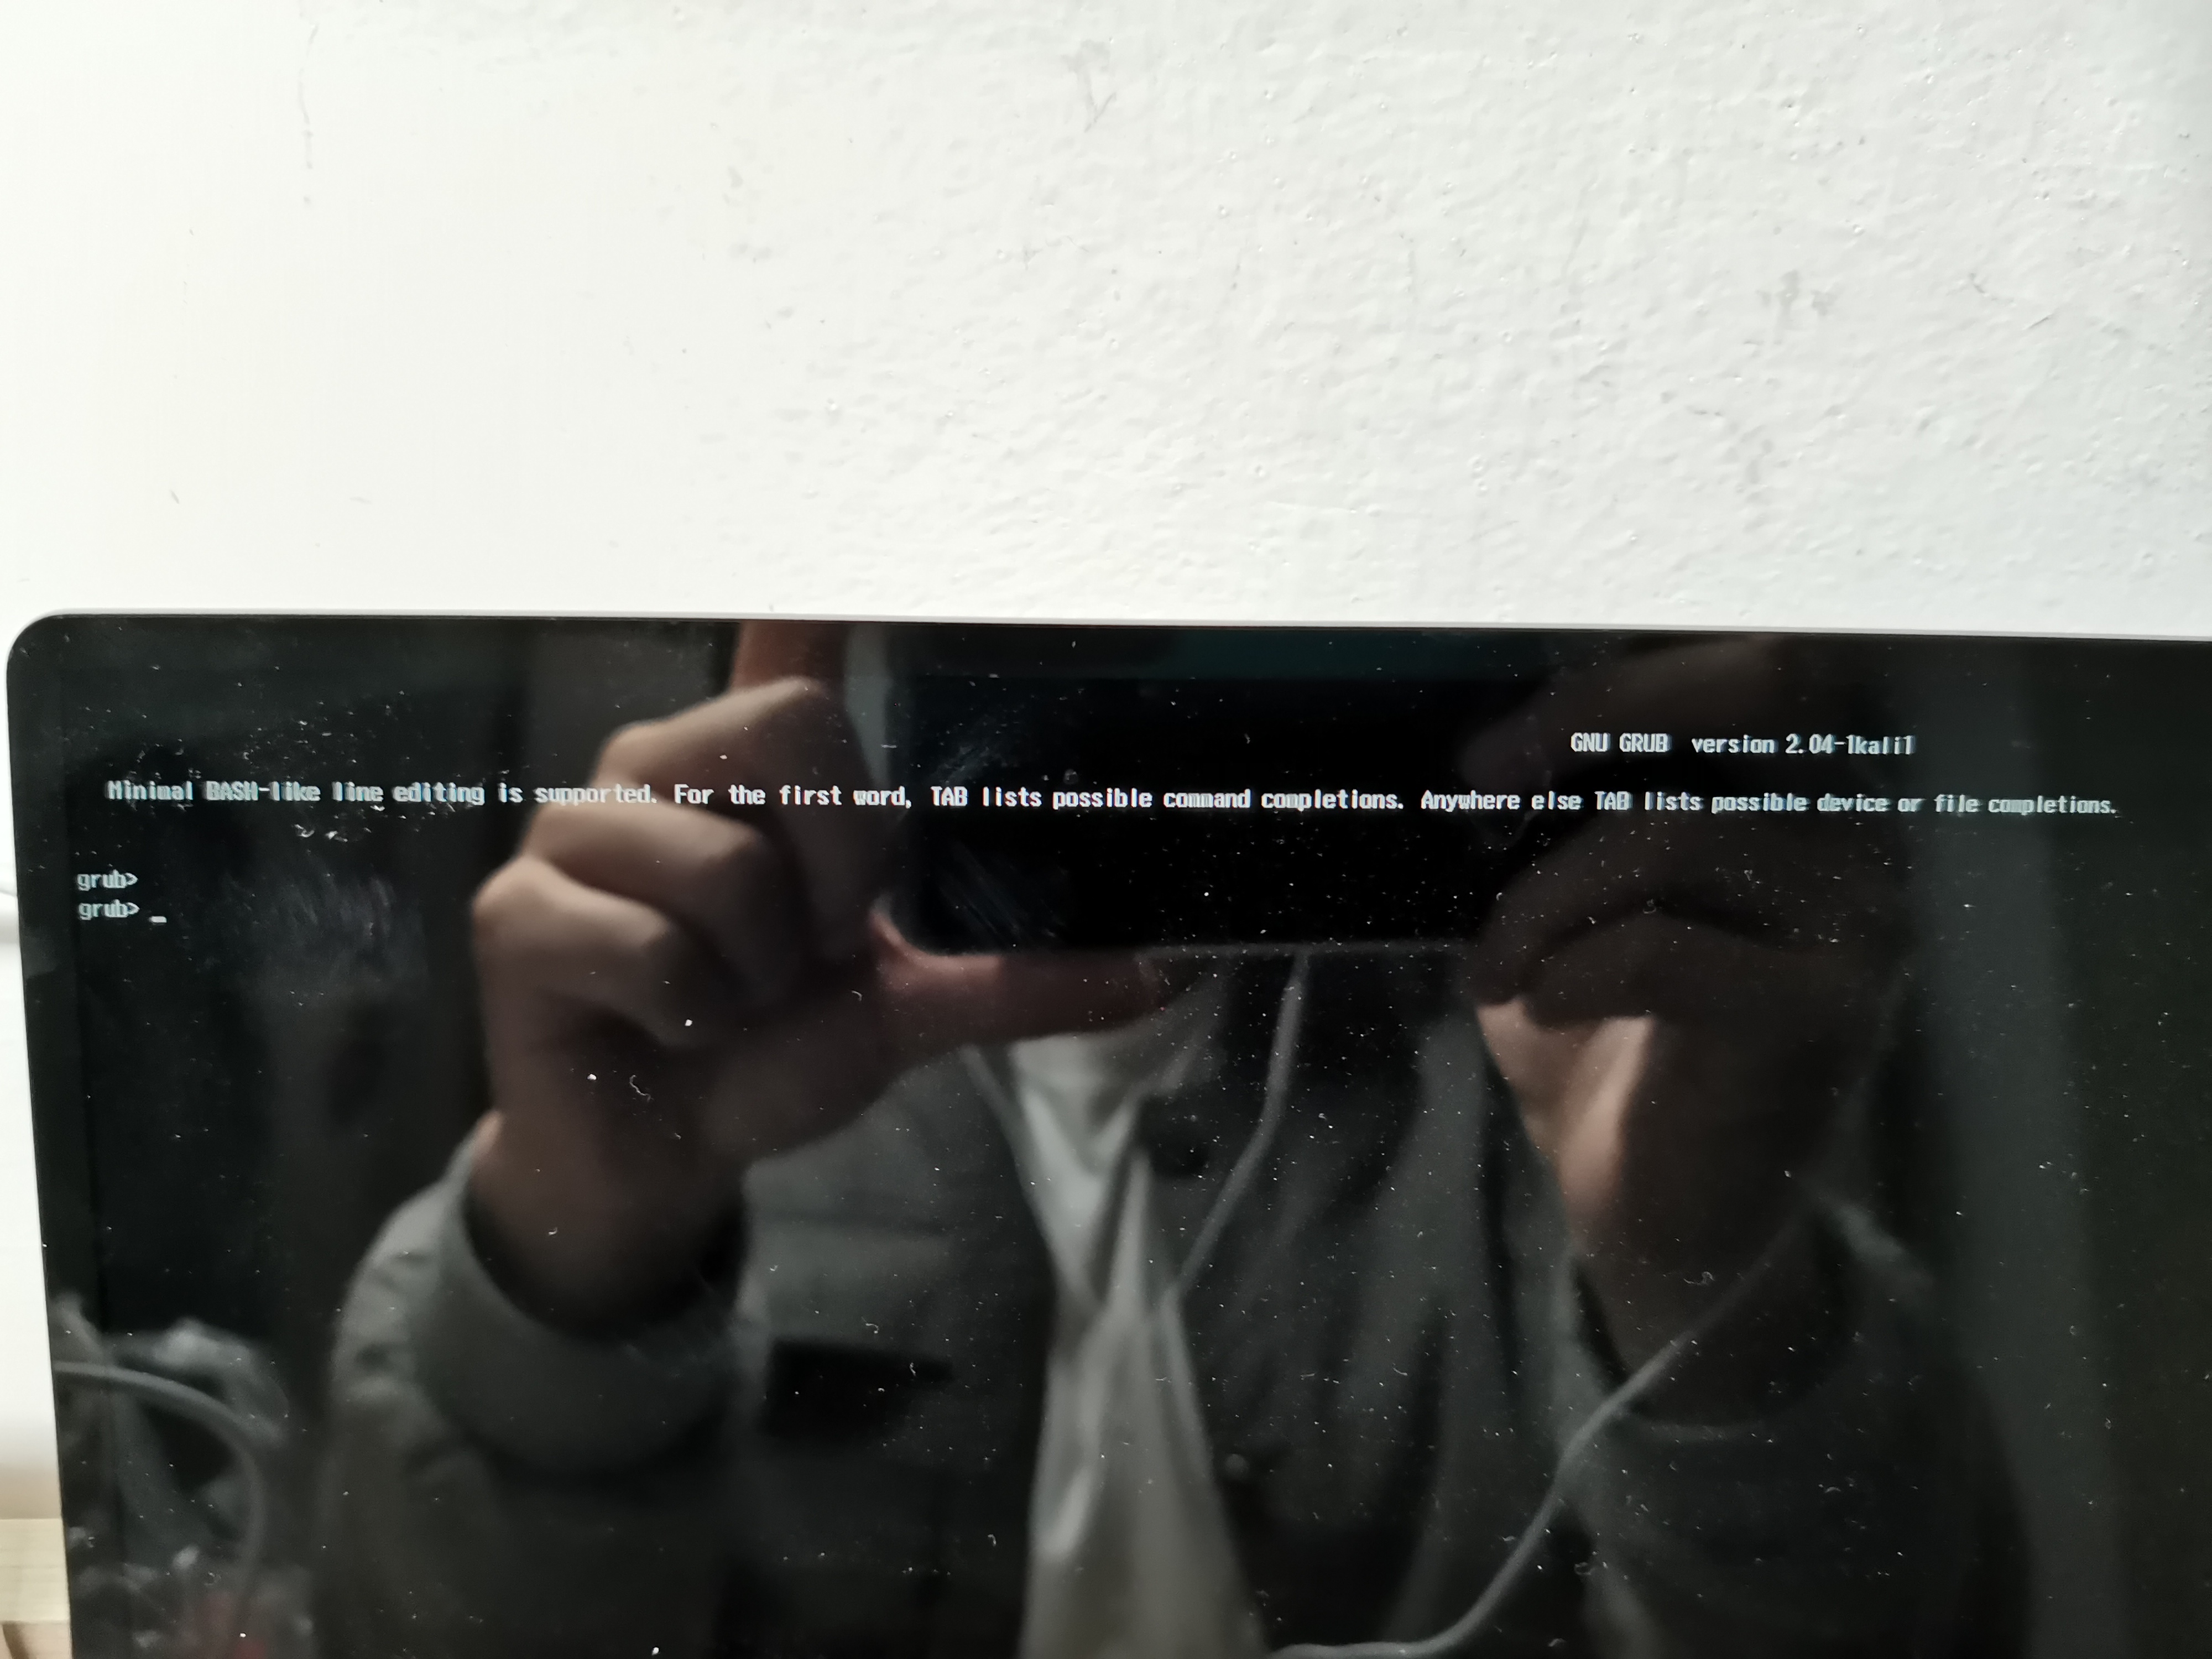 GNU GRUB  version 2.04-1kali1
Minimal BASH-like line editing is supported. For the first word, TAB lists possible command completions. Anywhere else TAB lists possible device or file completions.
grub>
grub> _